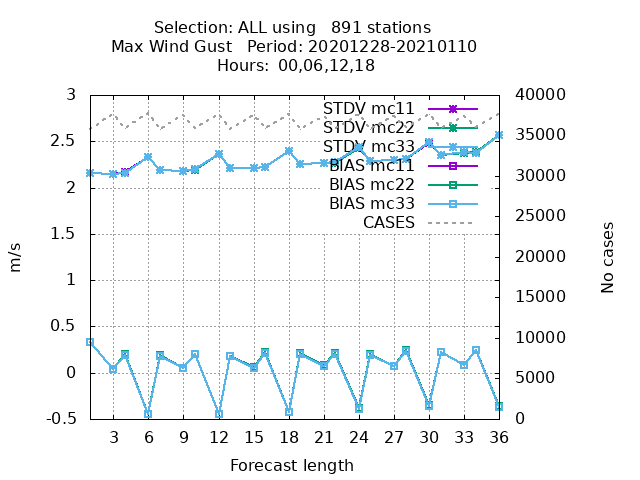 Selection: ALL using   891 stations
Max Wind Gust   Period: 20201228-20210110
Hours:  00,06,12,18
3
2.5
2
1.5
1
0.5
0
-0.5
40000
35000
30000
25000
20000
15000
10000
5000
0
STDV mc11
STDV mc22
STDV mc33
BIAS mc11
BIAS mc22
BIAS mc33
CASES
m/s
No cases
3 6 9 12 15 18 21 24 27 30 33 36
Forecast length